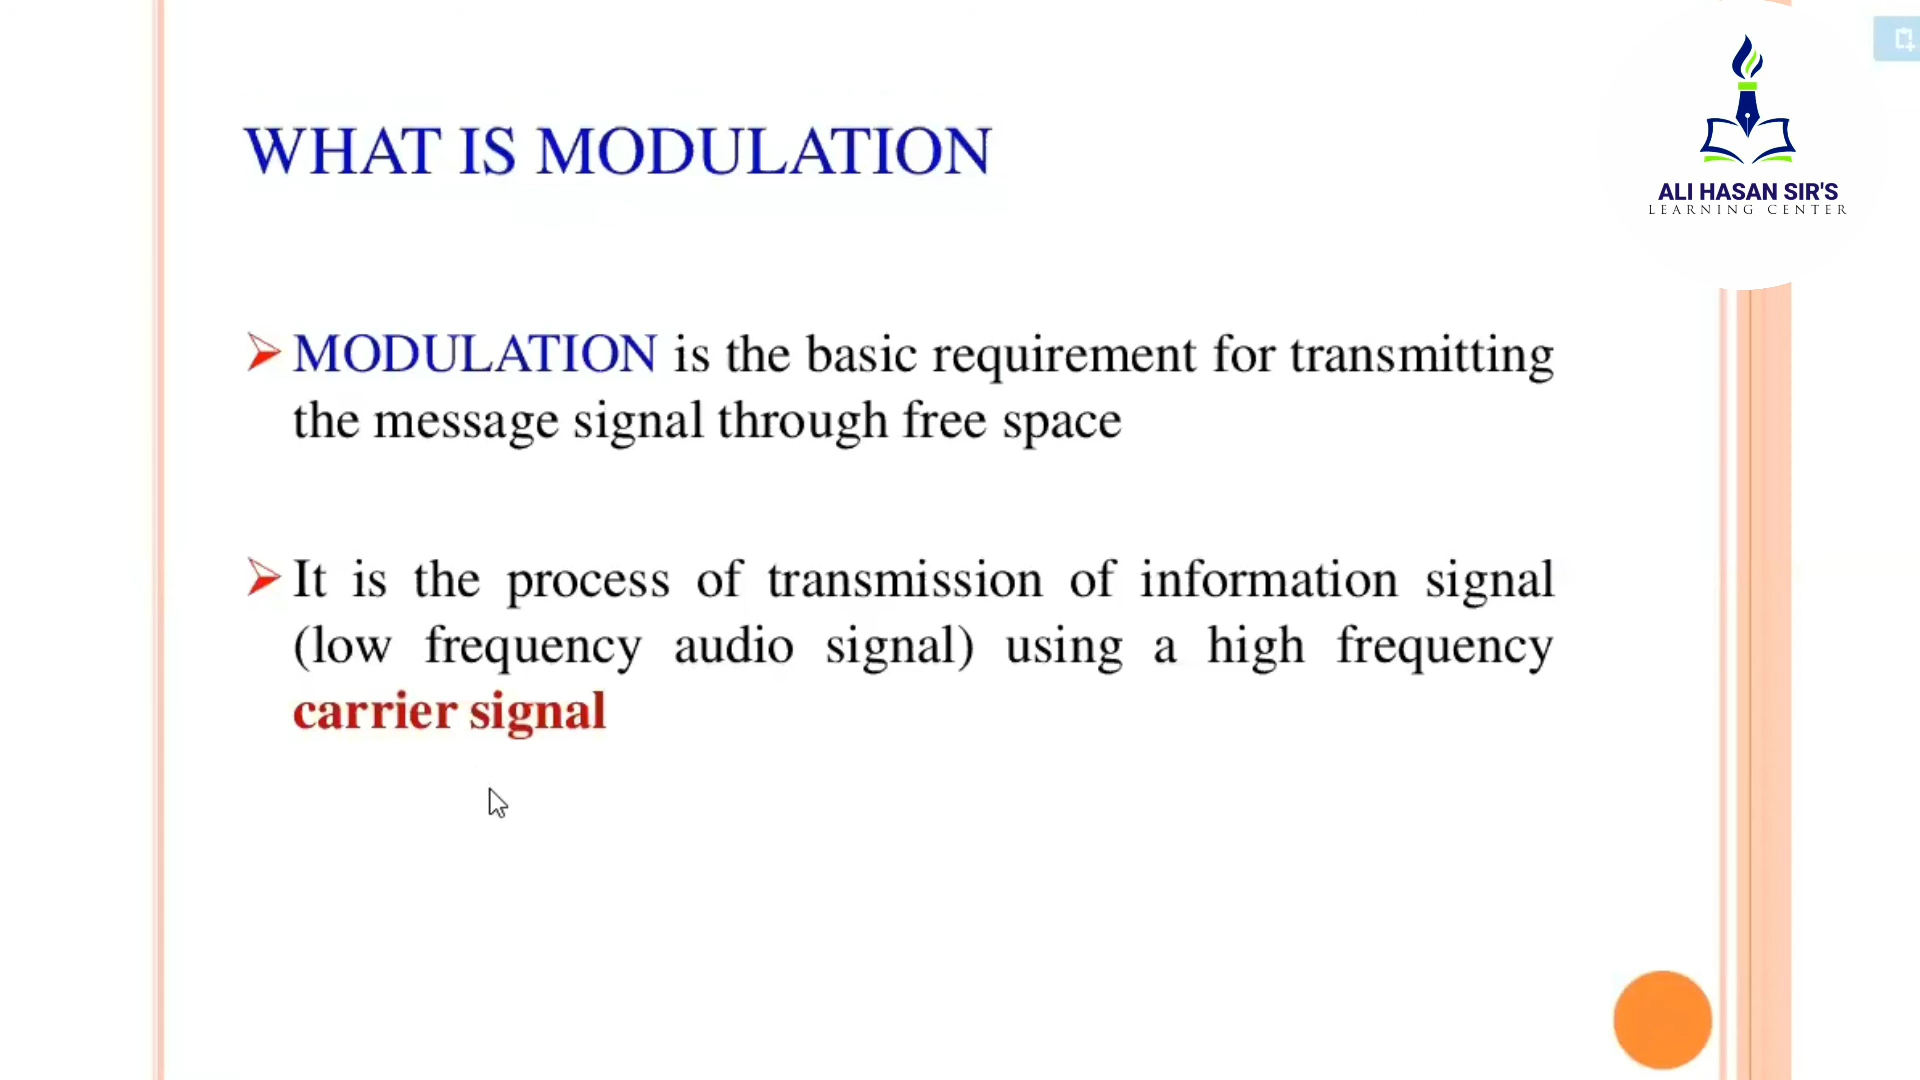 ALI HASAN SIR'S
LEARNING CENTER
WHAT IS MODULATION
MODULATION is the basic requirement for transmitting
the message signal through free space
It is the process of transmission of information signal
(low frequency audio signal) using a high frequency
carrier signal